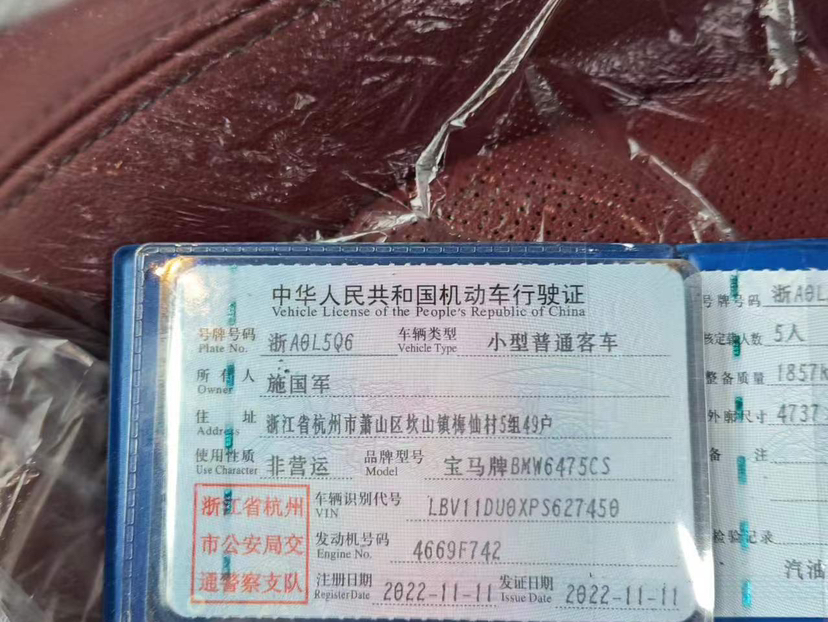 中华人民共和国机动车行驶证
Vehicle License of the People's Republic of China
号牌号码 浙A0L5Q6 车辆类型 小型普通客车
Plate No. Vehicle Type
所有人 施国军
Owner
住址 浙江省杭州市萧山区坎山镇梅仙村5组49户
Address
使用性质 非营运 品牌型号 宝马牌BMW6475CS
Use Character Model
浙江省杭州
市公安局交
通警察支队
车辆识别代号 LBV11DU0XPS627450
VIN
发动机号码 4669F742
Engine No.
注册日期 2022-11-11 发证日期 2022-11-11
Register Date Issue Date
号牌号码 浙A0L
核定载人数 5人
整备质量 1857k
外廓尺寸 4737
备注
检验记录
汽油